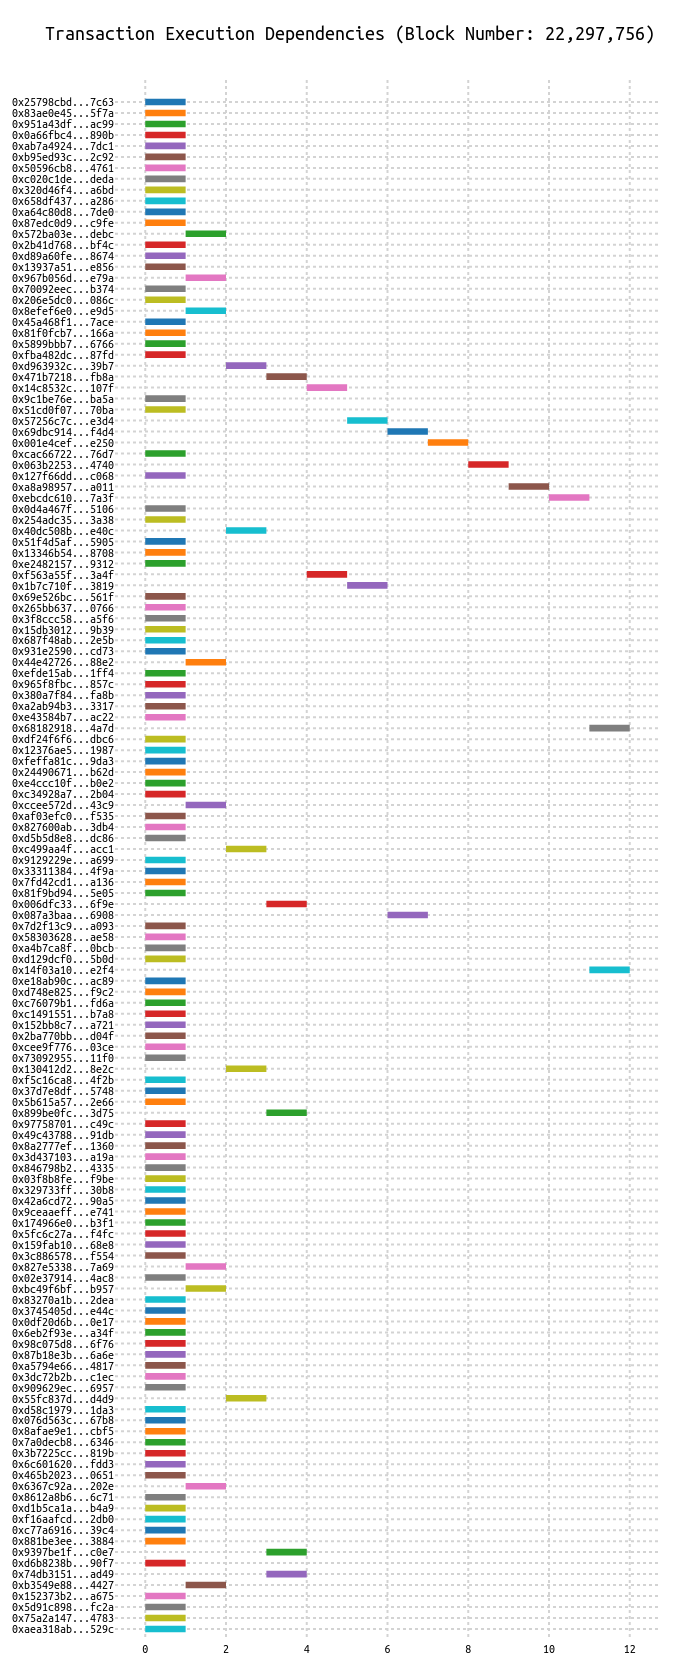 Transaction Execution Dependencies (Block Number: 22,297,756)
0x25798cbd...7c63
0x83ae0e45...5f7a
0x951a43df...ac99
0x0a66fbc4...890b
0xab7a4924...7dc1
0xb95ed93c...2c92
0x50596cb8...4761
0xc020c1de...deda
0x320d46f4...a6bd
0x658df437...a286
0xa64c80d8...7de0
0x87edc0d9...c9fe
0x572ba03e...debc
0x2b41d768...bf4c
0xd89a60fe...8674
0x13937a51...e856
0x967b056d...e79a
0x70092eec...b374
0x206e5dc0...086c
0x8efef6e0...e9d5
0x45a468f1...7ace
0x81f0fcb7...166a
0x5899bbb7...6766
0xfba482dc...87fd
0xd963932c...39b7
0x471b7218...fb8a
0x14c8532c...107f
0x9c1be76e...ba5a
0x51cd0f07...70ba
0x57256c7c...e3d4
0x69dbc914...f4d4
0x001e4cef...e250
0xcac66722...76d7
0x063b2253...4740
0x127f66dd...c068
0xa8a98957...a011
0xebcdc610...7a3f
0x0d4a467f...5106
0x254adc35...3a38
0x40dc508b...e40c
0x51f4d5af...5905
0x13346b54...8708
0xe2482157...9312
0xf563a55f...3a4f
0x1b7c710f...3819
0x69e526bc...561f
0x265bb637...0766
0x3f8ccc58...a5f6
0x15db3012...9b39
0x687f48ab...2e5b
0x931e2590...cd73
0x44e42726...88e2
0xefde15ab...1ff4
0x965f8fbc...857c
0x380a7f84...fa8b
0xa2ab94b3...3317
0xe43584b7...ac22
0x68182918...4a7d
0xdf24f6f6...dbc6
0x12376ae5...1987
0xfeffa81c...9da3
0x24490671...b62d
0xe4ccc10f...b0e2
0xc34928a7...2b04
0xccee572d...43c9
0xaf03efc0...f535
0x827600ab...3db4
0xd5b5d8e8...dc86
0xc499aa4f...acc1
0x9129229e...a699
0x33311384...4f9a
0x7fd42cd1...a136
0x81f9bd94...5e05
0x006dfc33...6f9e
0x087a3baa...6908
0x7d2f13c9...a093
0x58303628...ae58
0xa4b7ca8f...0bcb
0xd129dcf0...5b0d
0x14f03a10...e2f4
0xe18ab90c...ac89
0xd748e825...f9c2
0xc76079b1...fd6a
0xc1491551...b7a8
0x152bb8c7...a721
0x2ba770bb...d04f
0xcee9f776...03ce
0x73092955...11f0
0x130412d2...8e2c
0xf5c16ca8...4f2b
0x37d7e8df...5748
0x5b615a57...2e66
0x899be0fc...3d75
0x97758701...c49c
0x49c43788...91db
0x8a2777ef...1360
0x3d437103...a19a
0x846798b2...4335
0x03f8b8fe...f9be
0x329733ff...30b8
0x42a6cd72...90a5
0x9ceaaeff...e741
0x174966e0...b3f1
0x5fc6c27a...f4fc
0x159fab10...68e8
0x3c886578...f554
0x827e5338...7a69
0x02e37914...4ac8
0xbc49f6bf...b957
0x83270a1b...2dea
0x3745405d...e44c
0x0df20d6b...0e17
0x6eb2f93e...a34f
0x98c075d8...6f76
0x87b18e3b...6a6e
0xa5794e66...4817
0x3dc72b2b...c1ec
0x909629ec...6957
0x55fc837d...d4d9
0xd58c1979...1da3
0x076d563c...67b8
0x8afae9e1...cbf5
0x7a0decb8...6346
0x3b7225cc...819b
0x6c601620...fdd3
0x465b2023...0651
0x6367c92a...202e
0x8612a8b6...6c71
0xd1b5ca1a...b4a9
0xf16aafcd...2db0
0xc77a6916...39c4
0x881be3ee...3884
0x9397be1f...c0e7
0xd6b8238b...90f7
0x74db3151...ad49
0xb3549e88...4427
0x152373b2...a675
0x5d91c898...fc2a
0x75a2a147...4783
0xaea318ab...529c
0 2 4 6 8 10 12